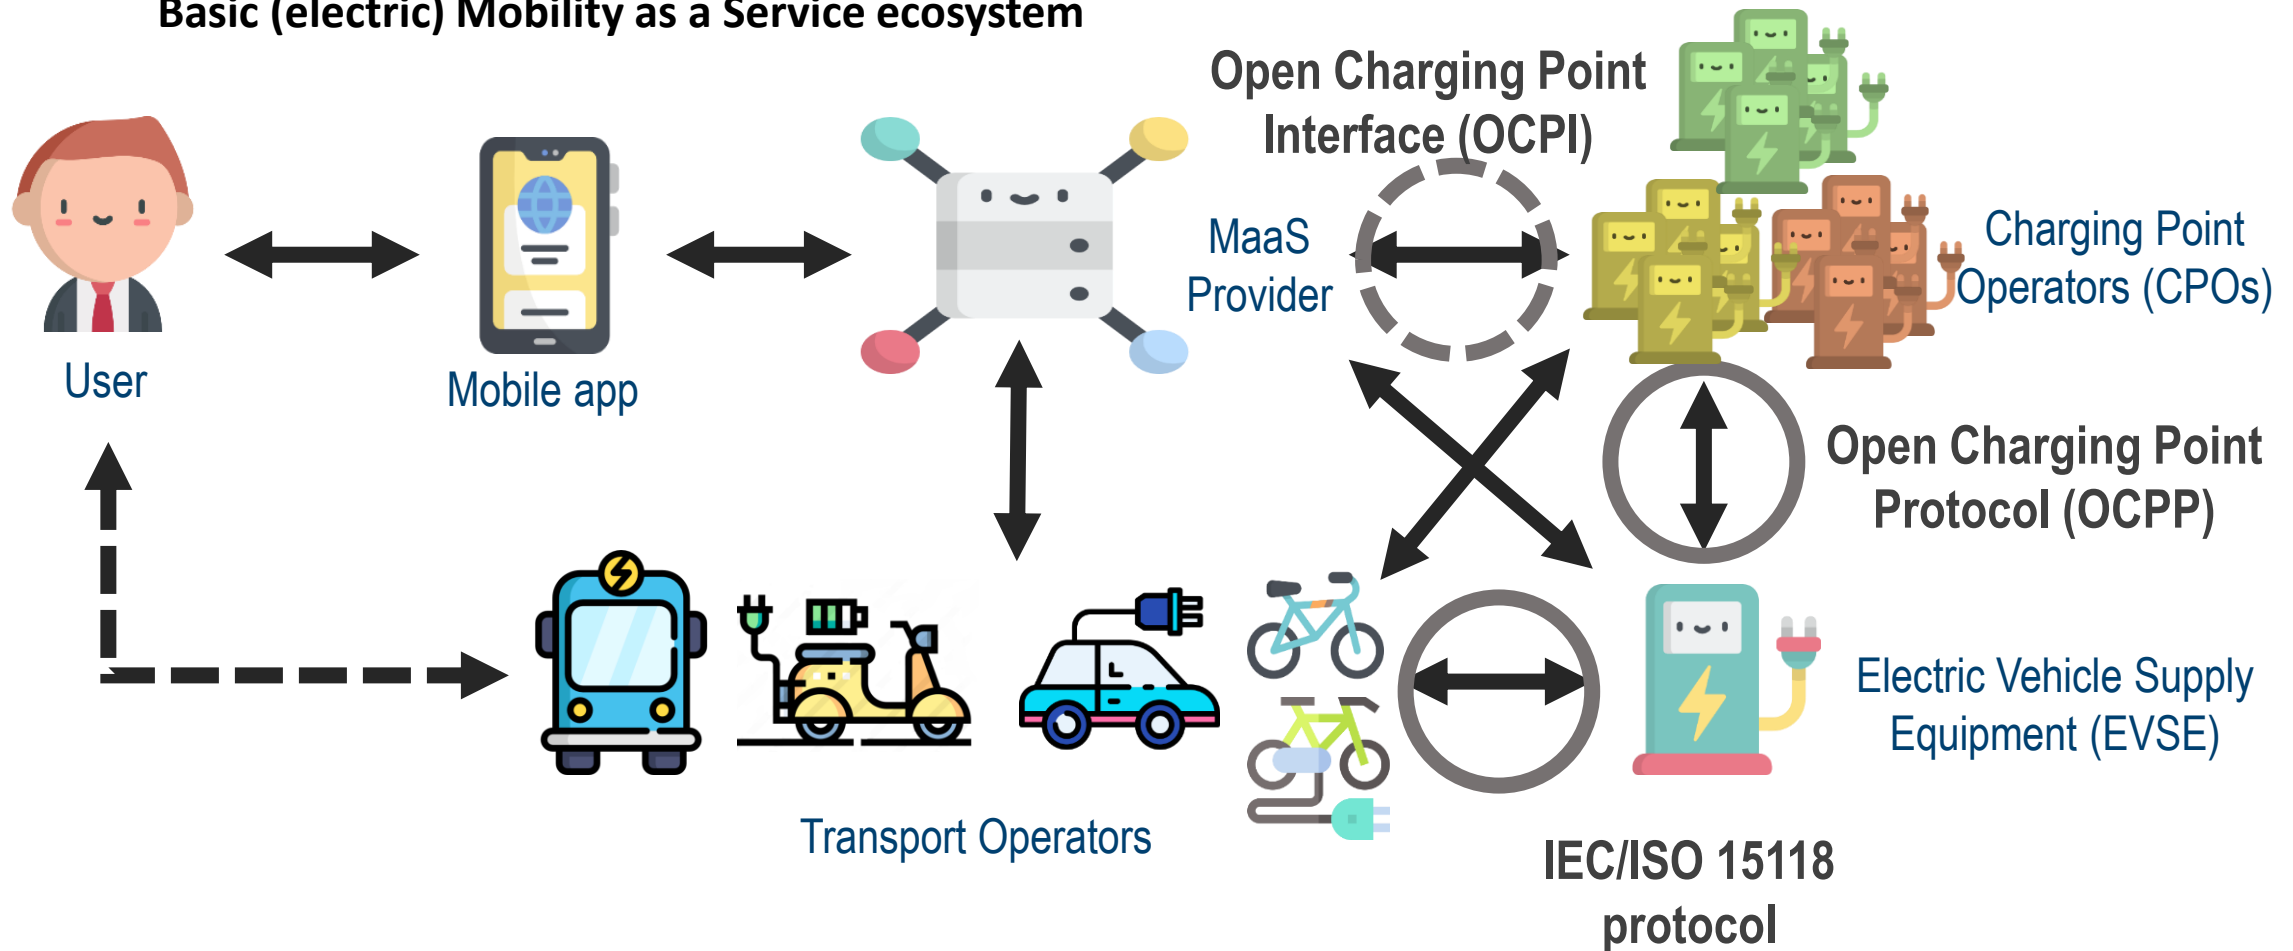 Basic (electric) Mobility as a Service ecosystem
Open Charging Point
Interface (OCPI)
MaaS
Provider
Charging Point
Operators (CPOs)
User
Mobile app
Open Charging Point
Protocol (OCPP)
Electric Vehicle Supply
Equipment (EVSE)
Transport Operators
IEC/ISO 15118
protocol